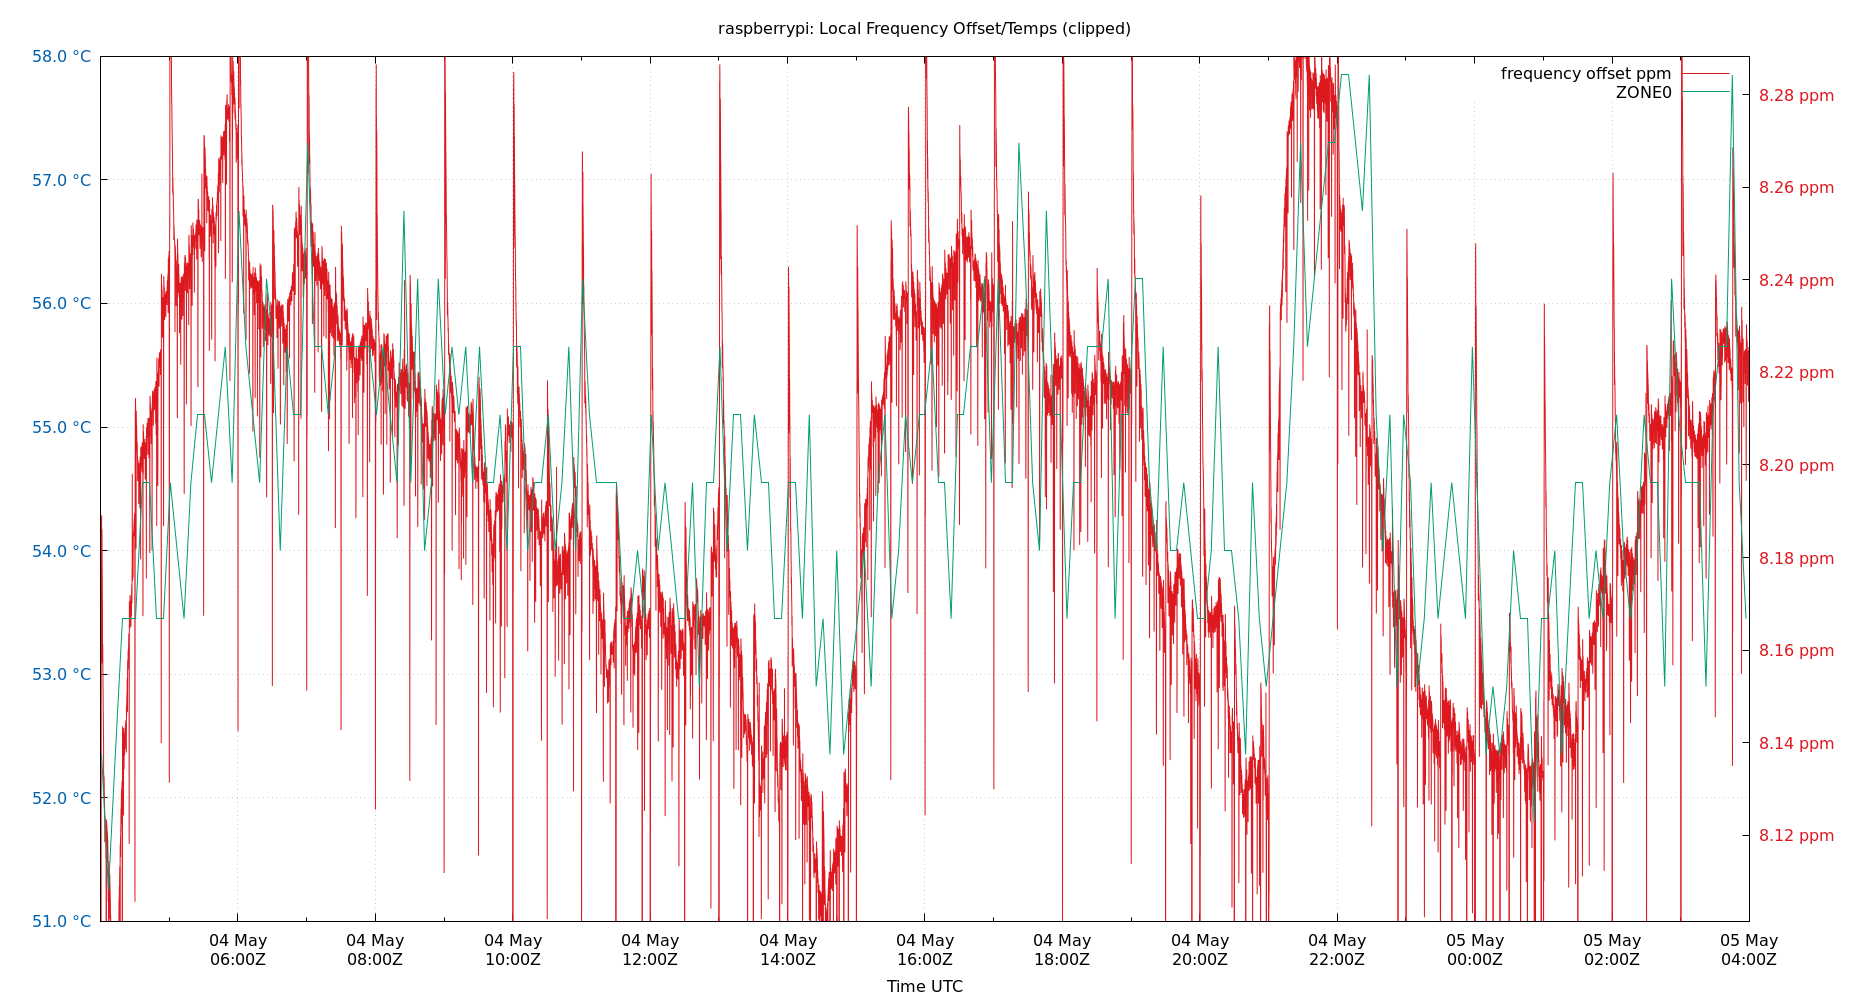 raspberrypi: Local Frequency Offset/Temps (clipped)
frequency offset ppm
ZONE0
58.0 °C
57.0 °C
56.0 °C
55.0 °C
54.0 °C
53.0 °C
52.0 °C
51.0 °C
8.28 ppm
8.26 ppm
8.24 ppm
8.22 ppm
8.20 ppm
8.18 ppm
8.16 ppm
8.14 ppm
8.12 ppm
04 May
06:00Z
04 May
08:00Z
04 May
10:00Z
04 May
12:00Z
04 May
14:00Z
04 May
16:00Z
04 May
18:00Z
04 May
20:00Z
04 May
22:00Z
05 May
00:00Z
05 May
02:00Z
05 May
04:00Z
Time UTC